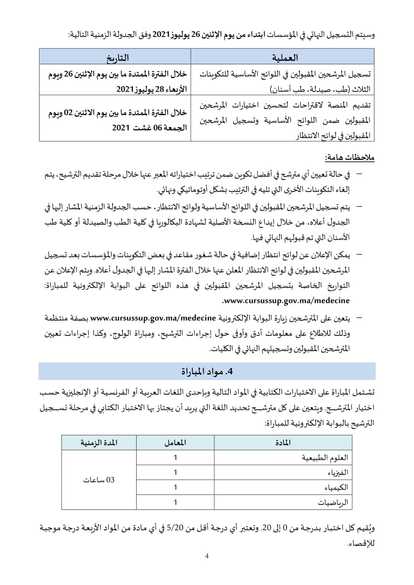 وسيتم التسجيل النهائي في المؤسسات ابتداء من يوم الإثنين 26 يوليوز 2021 وفق الجدولة الزمنية التالية:
العملية
التاريخ
تسجيل المرشحين المقبولين في اللوائح الأساسية للتكوينات
الثلاث (طب، صيدلة، طب أسنان)
خلال الفترة الممتدة ما بين يوم الإثنين 26 ويوم
الأربعاء 28 يوليوز 2021
تقديم المنصة لاقتراحات لتحسين اختيارات المرشحين
المقبولين ضمن اللوائح الأساسية وتسجيل المرشحين
المقبولين في لوائح الانتظار
خلال الفترة الممتدة ما بين يوم الاثنين 02 ويوم
الجمعة 06 غشت 2021
ملاحظات هامة:
– في حالة تعيين أي مترشح في أفضل تكوين ضمن ترتيب اختياراته المعبر عنها خلال مرحلة تقديم الترشيح، يتم
إلغاء التكوينات الأخرى التي تليه في الترتيب بشكل أوتوماتيكي ونهائي.
– يتم تسجيل المرشحين المقبولين في اللوائح الأساسية ولوائح الانتظار، حسب الجدولة الزمنية المشار إليها في
الجدول أعلاه، من خلال إيداع النسخة الأصلية لشهادة البكالوريا في كلية الطب والصيدلة أو كلية طب
الأسنان التي تم قبولهم النهائي فيها.
– يمكن الإعلان عن لوائح انتظار إضافية في حالة شغور مقاعد في بعض التكوينات والمؤسسات بعد تسجيل
المرشحين المقبولين في لوائح الانتظار المعلن عنها خلال الفترة المشار إليها في الجدول أعلاه. ويتم الإعلان عن
التواريخ الخاصة بتسجيل المرشحين المقبولين في هذه اللوائح على البوابة الإلكترونية للمباراة:
www.cursussup.gov.ma/medecine.
– يتعين على المترشحين زيارة البوابة الإلكترونية www.cursussup.gov.ma/medecine بصفة منتظمة
وذلك للاطلاع على معلومات أدق وأوفى حول إجراءات الترشيح، ومباراة الولوج، وكذا إجراءات تعيين
المترشحين المقبولين وتسجيلهم النهائي في الكليات.
4. مواد المباراة
تشتمل المباراة على الاختبارات الكتابية في المواد التالية وبإحدى اللغات العربية أو الفرنسية أو الإنجليزية حسب
اختيار المترشح. ويتعين على كل مترشح تحديد اللغة التي يريد أن يجتاز بها الاختبار الكتابي في مرحلة تسجيل
الترشيح بالبوابة الإلكترونية للمباراة:
المادة
المعامل
المدة الزمنية
العلوم الطبيعية
1
03 ساعات
الفيزياء
1
الكيمياء
1
الرياضيات
1
ويُقيم كل اختبار بدرجة من 0 إلى 20. وتعتبر أي درجة أقل من 5/20 في أي مادة من المواد الأربعة درجة موجبة
للإقصاء.
4